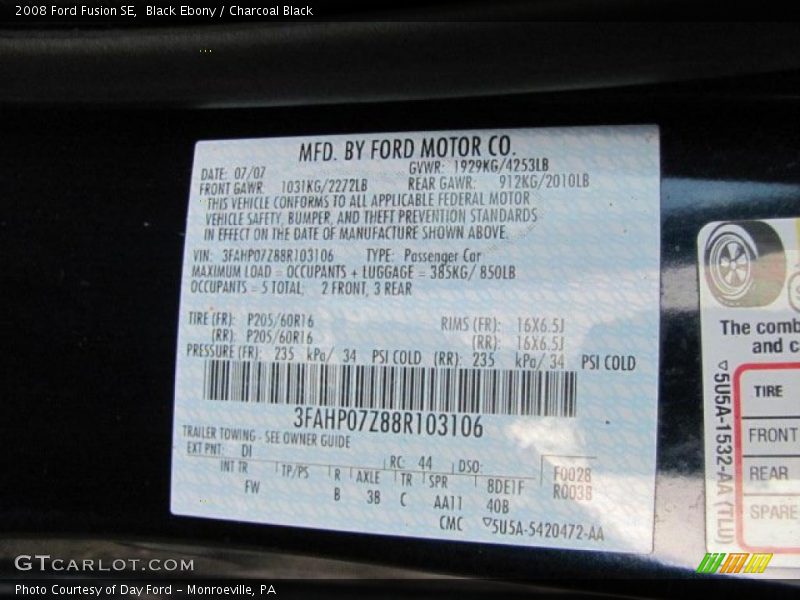 2008 Ford Fusion SE, Black Ebony / Charcoal Black
MFD. BY FORD MOTOR CO.
DATE: 07/07 GVWR: 1929KG/4253LB
FRONT GAWR: 1031KG/2272LB REAR GAWR: 912KG/2010LB
THIS VEHICLE CONFORMS TO ALL APPLICABLE FEDERAL MOTOR
VEHICLE SAFETY, BUMPER, AND THEFT PREVENTION STANDARDS
IN EFFECT ON THE DATE OF MANUFACTURE SHOWN ABOVE.
VIN: 3FAHP07Z88R103106 TYPE: Passenger Car
MAXIMUM LOAD = OCCUPANTS + LUGGAGE = 385KG/ 850LB
OCCUPANTS = 5 TOTAL, 2 FRONT, 3 REAR
TIRE (FR): P205/60R16 RIMS (FR): 16X6.5J
(RR): P205/60R16 (RR): 16X6.5J
PRESSURE (FR): 235 kPa/ 34 PSI COLD (RR): 235 kPa/ 34 PSI COLD
3FAHP07Z88R103106
TRAILER TOWING - SEE OWNER GUIDE
EXT PNT: DI RC: 44 DSO: F0028
INT TR TP/PS R AXLE TR SPR 8DE1F R0038
FW B 38 C AA11 40B
CMC 5U5A-5420472-AA
The comb
and c
5U5A-1532-AA (TLU)
TIRE
FRONT
REAR
SPARE
GTCARLOT.COM
Photo Courtesy of Day Ford – Monroeville, PA